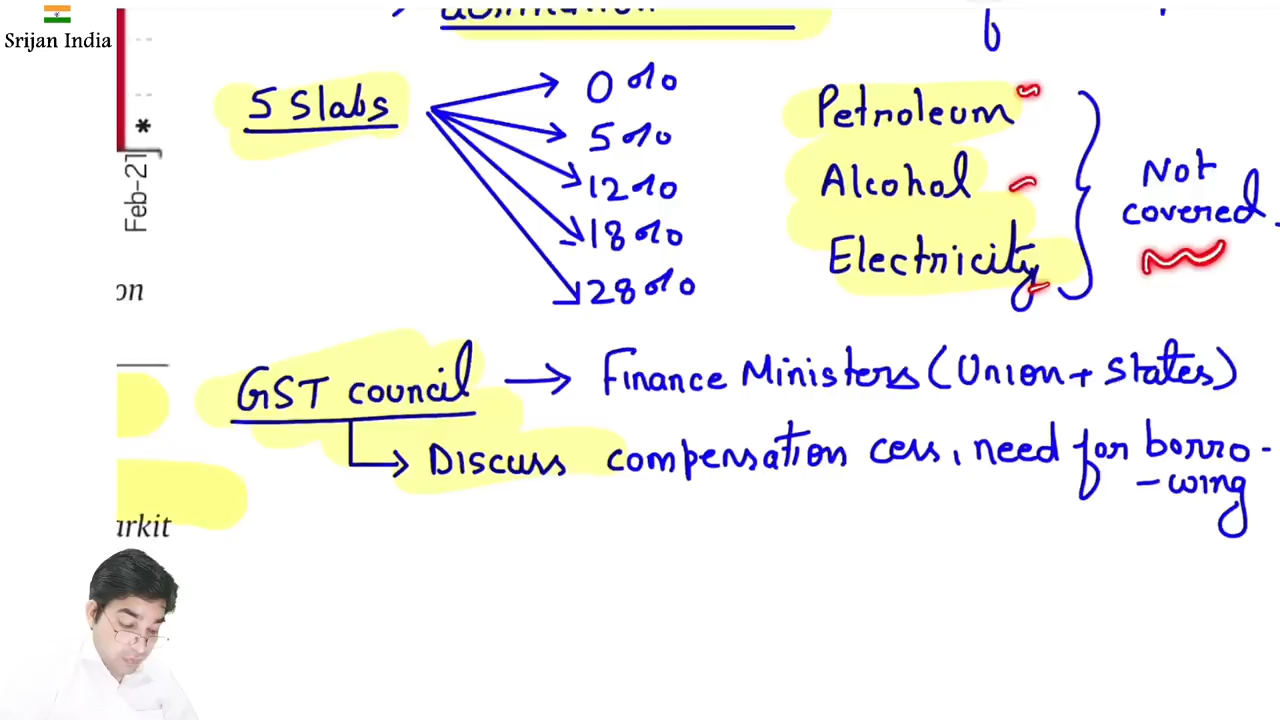 Srijan India
5 Slabs
0%
5%
12%
18%
28%
Petroleum
Alcohol
Electricity
Not
covered.
*
Feb-21
on
GST council → Finance Ministers (Union + States)
Discuss compensation cess, need for borro-
-wing
arkit